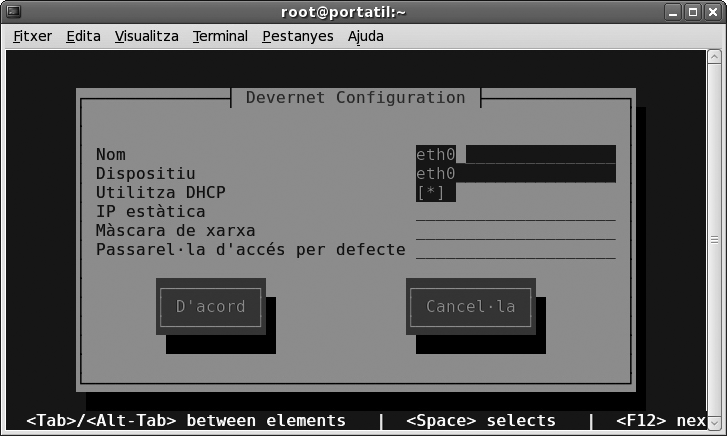 root@portatil:~
Fitxer Edita Visualitza Terminal Pestanyes Ajuda
Devernet Configuration
Nom eth0
Dispositiu eth0
Utilitza DHCP [*]
IP estàtica
Màscara de xarxa
Passarel·la d'accés per defecte
D'acord Cancel·la
<Tab>/<Alt-Tab> between elements | <Space> selects | <F12> nex